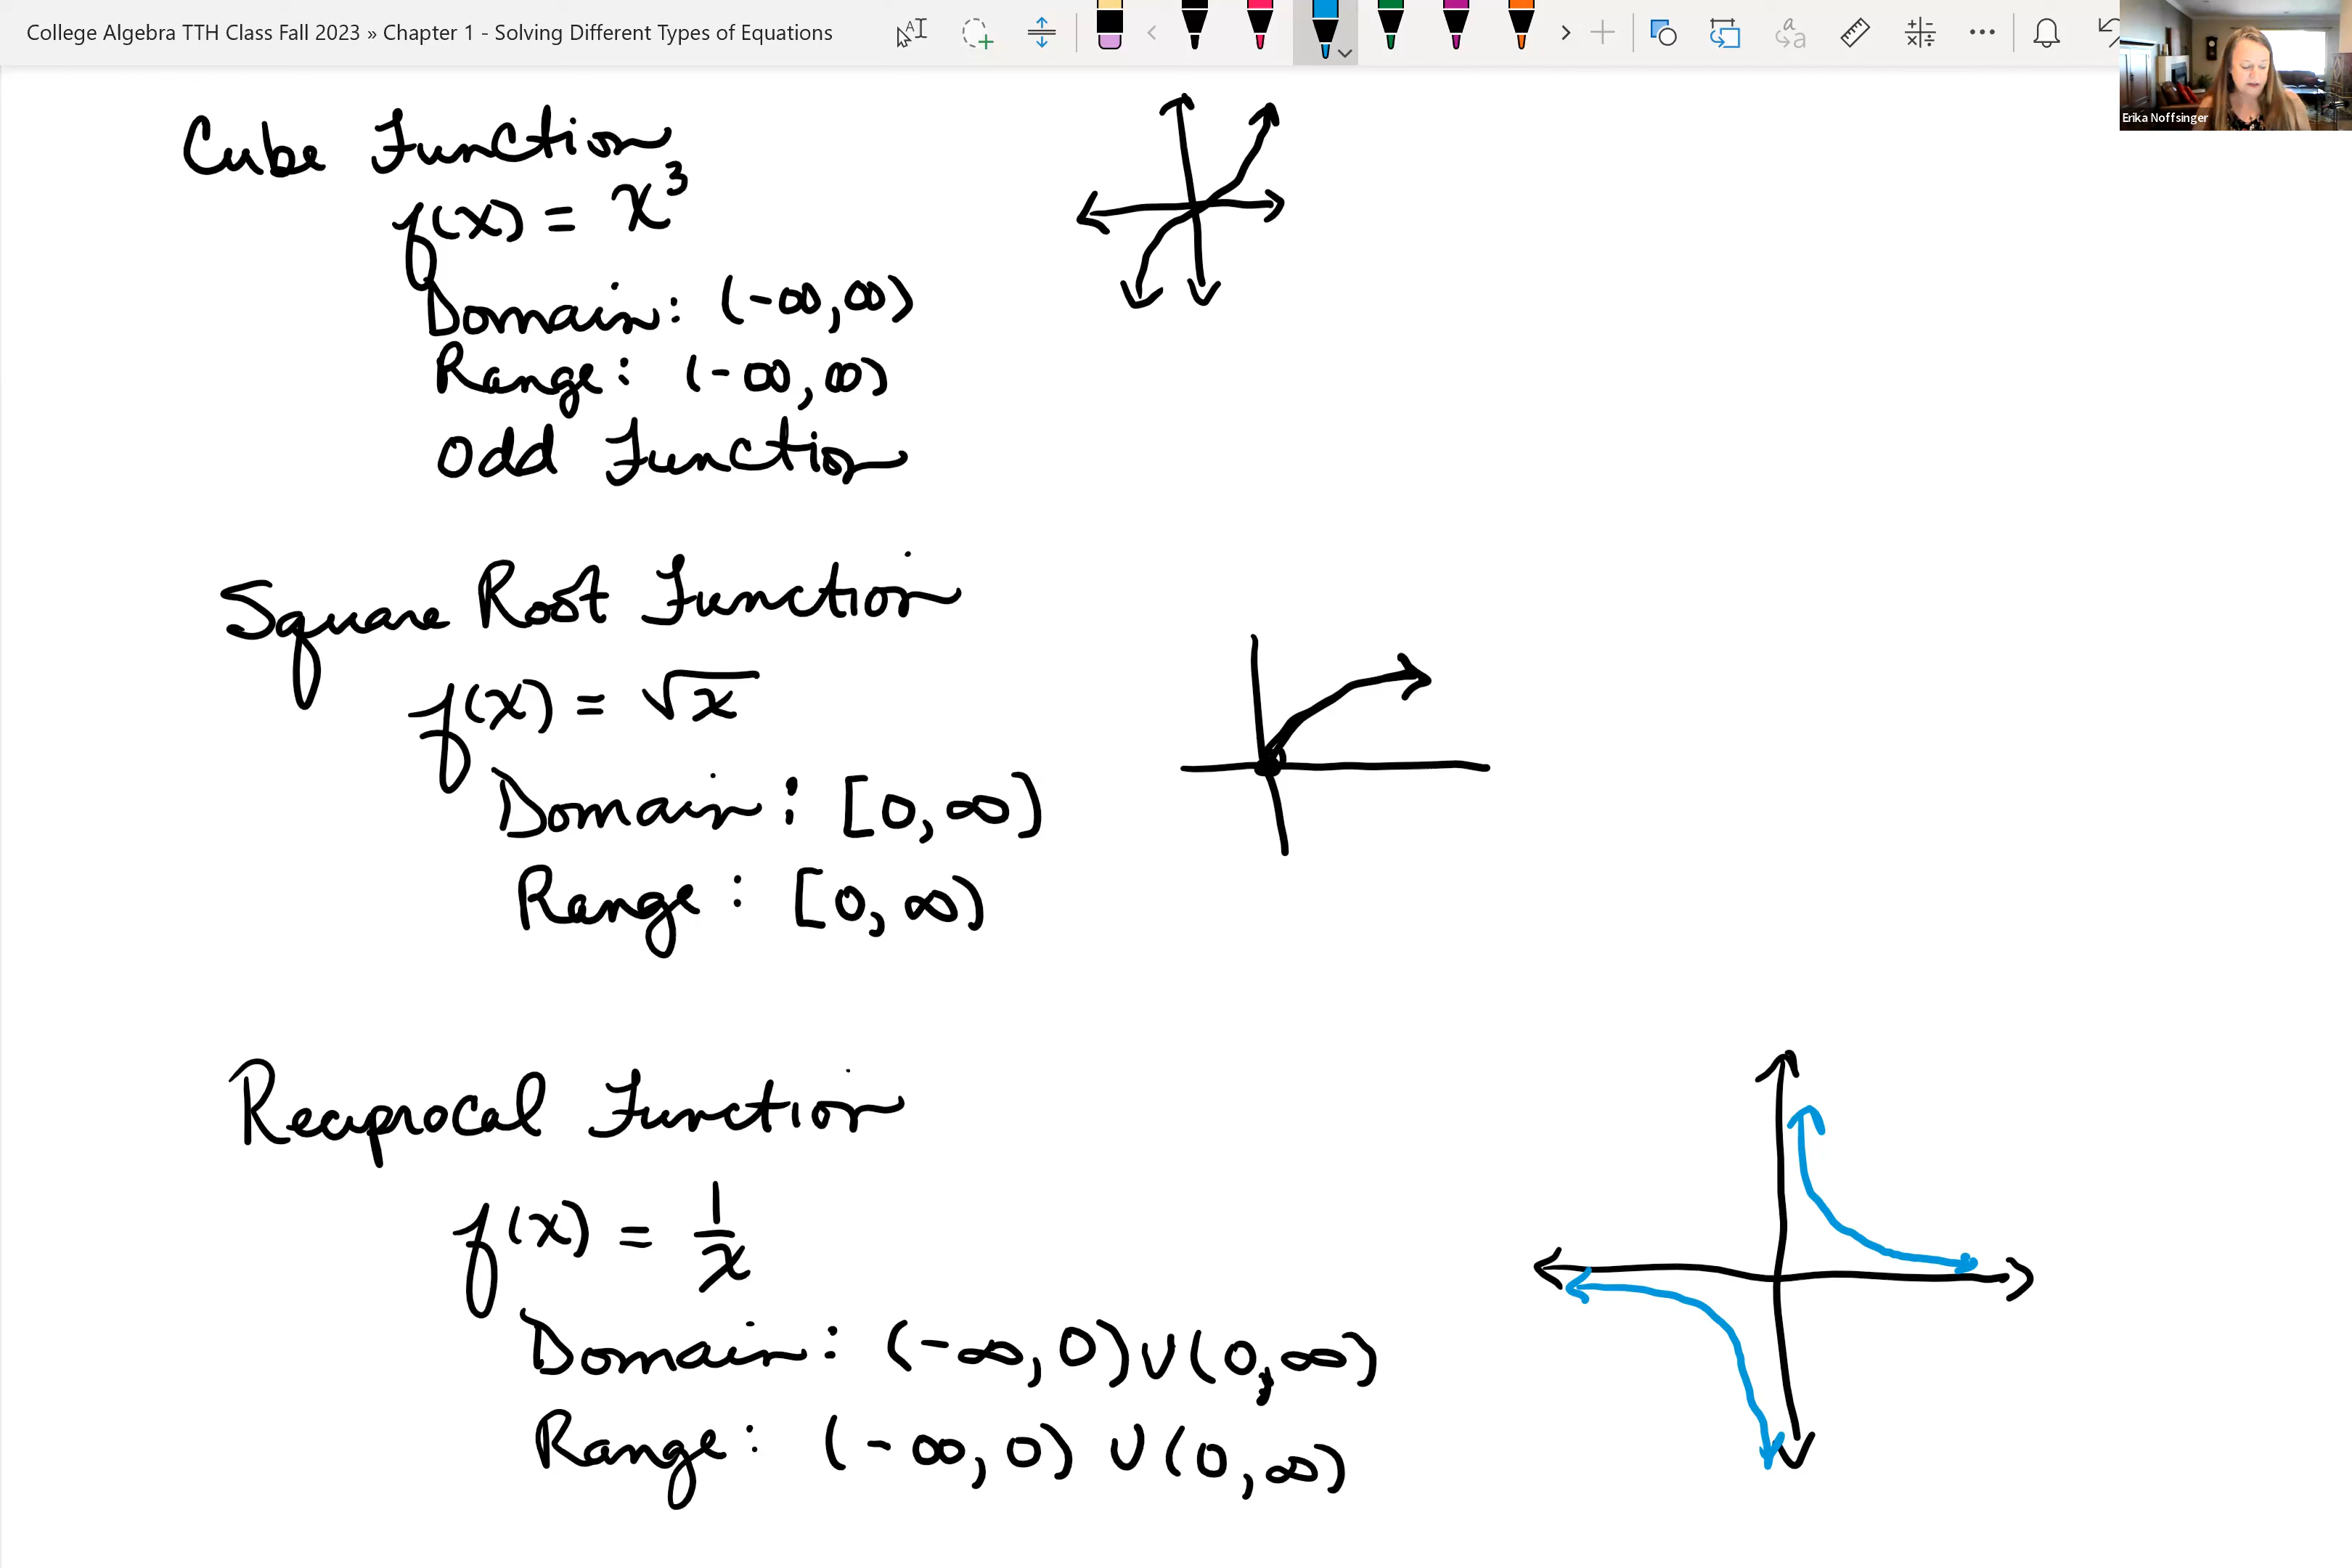 College Algebra TTH Class Fall 2023 » Chapter 1 - Solving Different Types of Equations
Erika Noffsinger
Cube Function
f(x) = x³
Domain: (-∞,∞)
Range: (-∞,∞)
Odd Function
Square Root Function
f(x) = √x
Domain: [0,∞)
Range: [0,∞)
Reciprocal Function
f(x) = 1/x
Domain: (-∞,0)∪(0,∞)
Range: (-∞,0) ∪(0,∞)